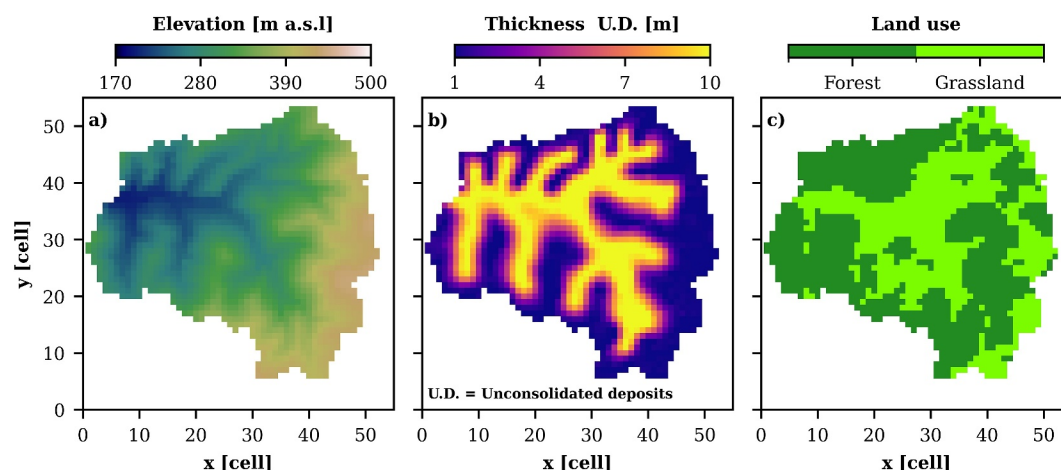 Elevation [m a.s.l]
170 280 390 500
Thickness U.D. [m]
1 4 7 10
Land use
Forest Grassland
a)
b)
c)
y [cell]
50
40
30
20
10
0
U.D. = Unconsolidated deposits
0 10 20 30 40 50
x [cell]
0 10 20 30 40 50
x [cell]
0 10 20 30 40 50
x [cell]